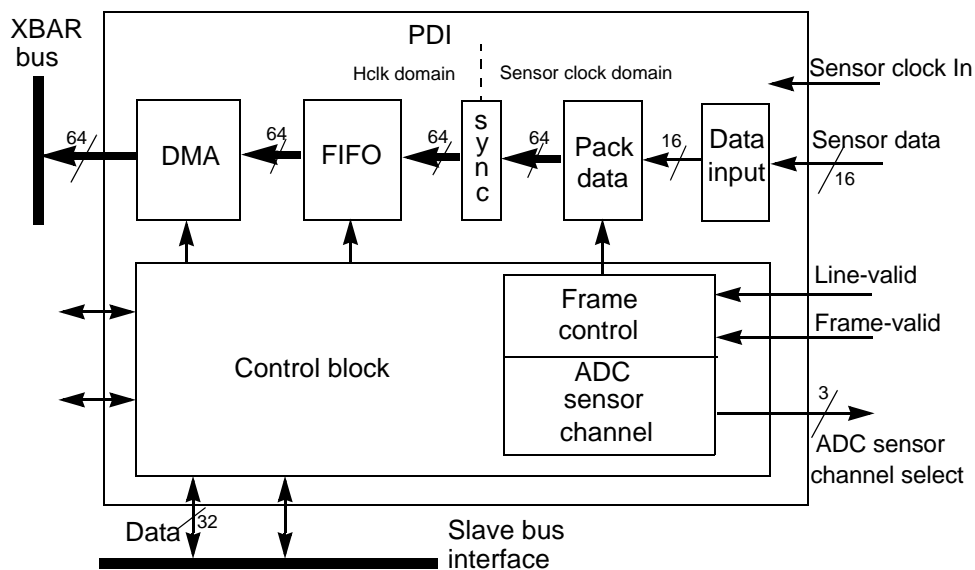 XBAR
bus
PDI
Hclk domain
Sensor clock domain
Sensor clock In
64
DMA
64
FIFO
64
sync
64
Pack
data
16
Data
input
Sensor data
16
Line-valid
Frame
control
Frame-valid
Control block
ADC
sensor
channel
3
ADC sensor
channel select
Data
32
Slave bus
interface